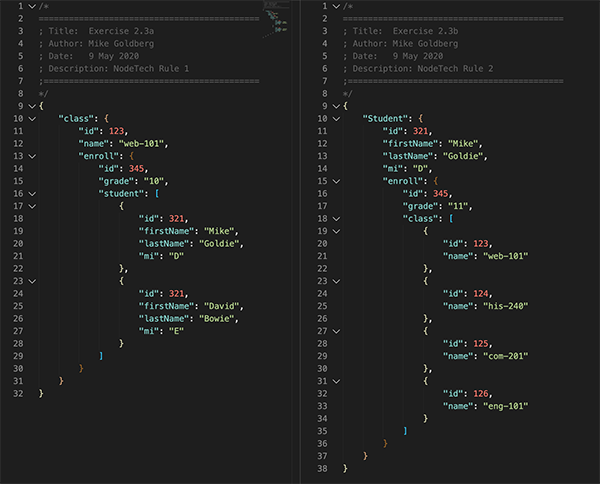 1 /*
2 ===========================================
3 ; Title:  Exercise 2.3a
4 ; Author: Mike Goldberg
5 ; Date:   9 May 2020
6 ; Description: NodeTech Rule 1
7 ;===========================================
8 */
9 {
10     "class": {
11         "id": 123,
12         "name": "web-101",
13         "enroll": {
14             "id": 345,
15             "grade": "10",
16             "student": [
17                 {
18                     "id": 321,
19                     "firstName": "Mike",
20                     "lastName": "Goldie",
21                     "mi": "D"
22                 },
23                 {
24                     "id": 321,
25                     "firstName": "David",
26                     "lastName": "Bowie",
27                     "mi": "E"
28                 }
29             ]
30         }
31     }
32 }
1 /*
2 ===========================================
3 ; Title:  Exercise 2.3b
4 ; Author: Mike Goldberg
5 ; Date:   9 May 2020
6 ; Description: NodeTech Rule 2
7 ;===========================================
8 */
9 {
10     "Student": {
11         "id": 321,
12         "firstName": "Mike",
13         "lastName": "Goldie",
14         "mi": "D",
15         "enroll": {
16             "id": 345,
17             "grade": "11",
18             "class": [
19                 {
20                     "id": 123,
21                     "name": "web-101"
22                 },
23                 {
24                     "id": 124,
25                     "name": "his-240"
26                 },
27                 {
28                     "id": 125,
29                     "name": "com-201"
30                 },
31                 {
32                     "id": 126,
33                     "name": "eng-101"
34                 }
35             ]
36         }
37     }
38 }